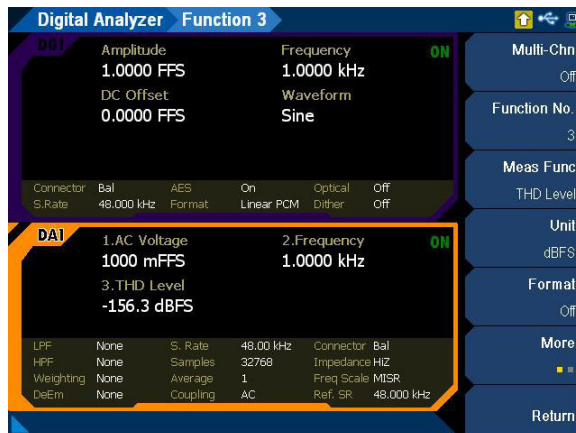 Digital Analyzer Function 3
DG1
Amplitude Frequency ON
1.0000 FFS 1.0000 kHz
DC Offset Waveform
0.0000 FFS Sine
Connector Bal AES On Optical Off
S.Rate 48.000 kHz Format Linear PCM Dither Off
DA1
1.AC Voltage 2.Frequency ON
1000 mFFS 1.0000 kHz
3.THD Level
-156.3 dBFS
LPF None S. Rate 48.00 kHz Connector Bal
HPF None Samples 32768 Impedance HiZ
Weighting None Average 1 Freq Scale MISR
DeEm None Coupling AC Ref. SR 48.000 kHz
Multi-Chn
Off
Function No.
3
Meas Func
THD Level
Unit
dBFS
Format
Off
More
Return